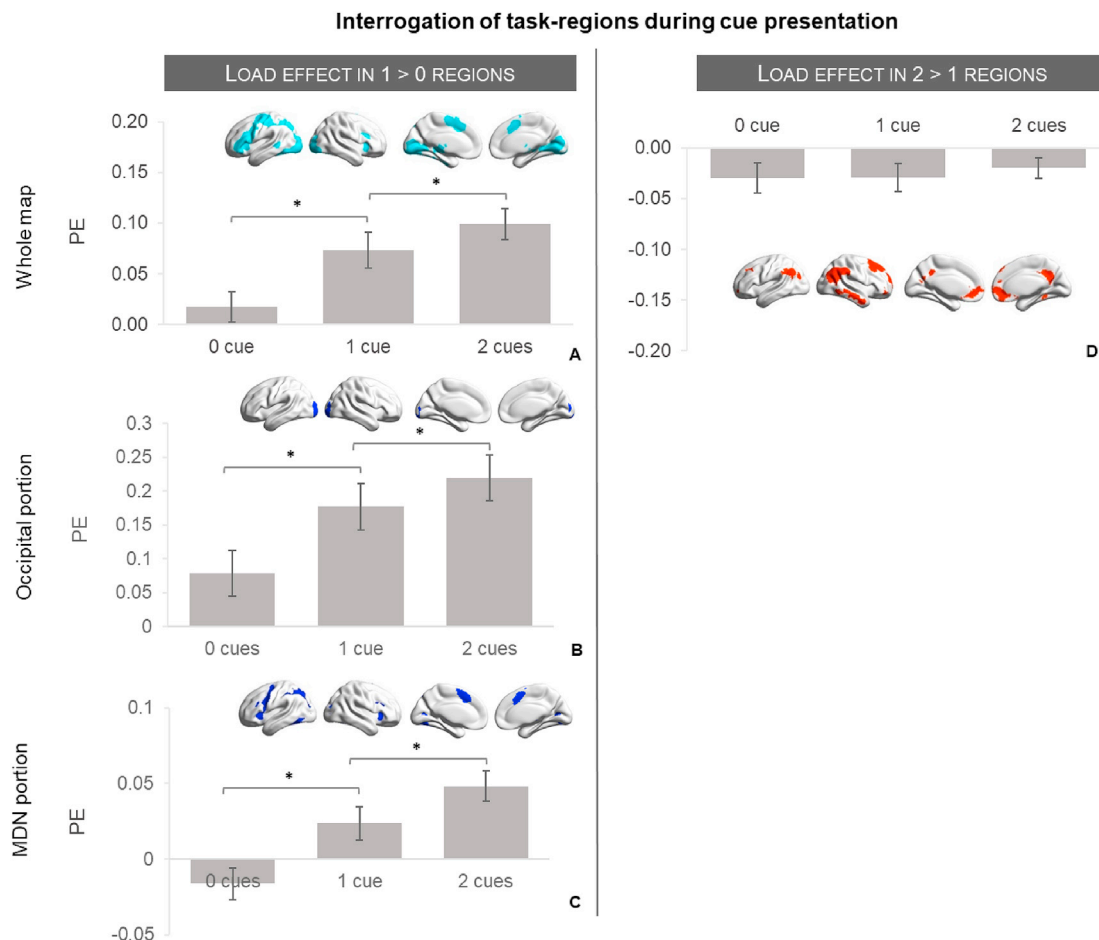 Interrogation of task-regions during cue presentation
LOAD EFFECT IN 1 > 0 REGIONS
Whole map
PE
0.20
0.15
0.10
0.05
0.00
*
*
0 cue
1 cue
2 cues
A
Occipital portion
PE
0.3
0.25
0.2
0.15
0.1
0.05
0
*
*
0 cues
1 cue
2 cues
B
MDN portion
PE
0.1
0.05
0
-0.05
*
*
0 cues
1 cue
2 cues
C
LOAD EFFECT IN 2 > 1 REGIONS
0 cue
1 cue
2 cues
0.00
-0.05
-0.10
-0.15
-0.20
D